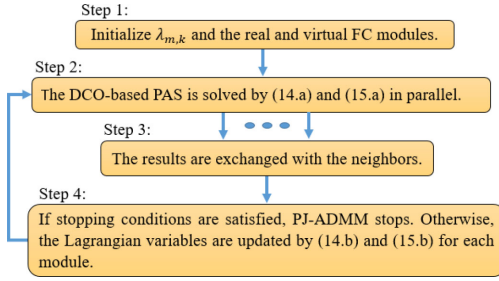 Step 1:
Initialize λ_{m,k} and the real and virtual FC modules.
Step 2:
The DCO-based PAS is solved by (14.a) and (15.a) in parallel.
Step 3:
The results are exchanged with the neighbors.
Step 4:
If stopping conditions are satisfied, PJ-ADMM stops. Otherwise,
the Lagrangian variables are updated by (14.b) and (15.b) for each
module.